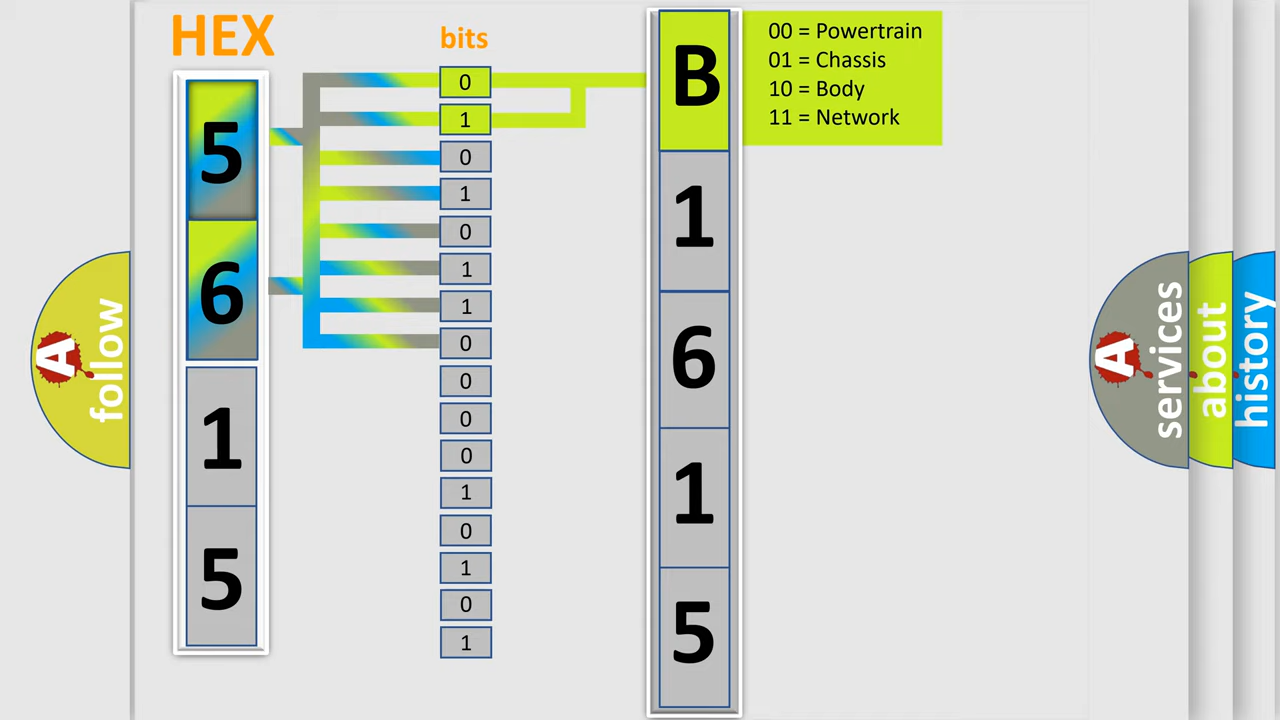 HEX
bits
5
6
1
5
0
1
0
1
0
1
1
0
0
0
0
1
0
1
0
1
B
1
6
1
5
00 = Powertrain
01 = Chassis
10 = Body
11 = Network
A
follow
A
services
about
history